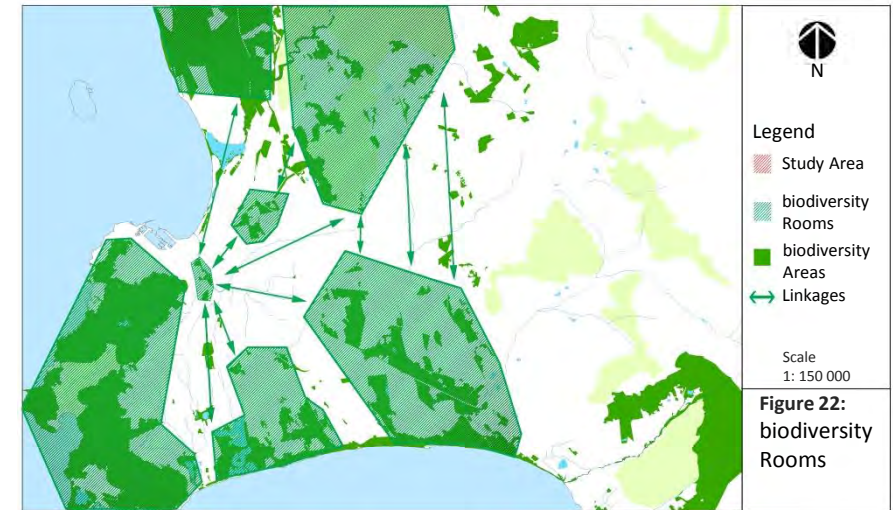 N
Legend
Study Area
biodiversity
Rooms
biodiversity
Areas
Linkages
Scale
1: 150 000
Figure 22:
biodiversity
Rooms